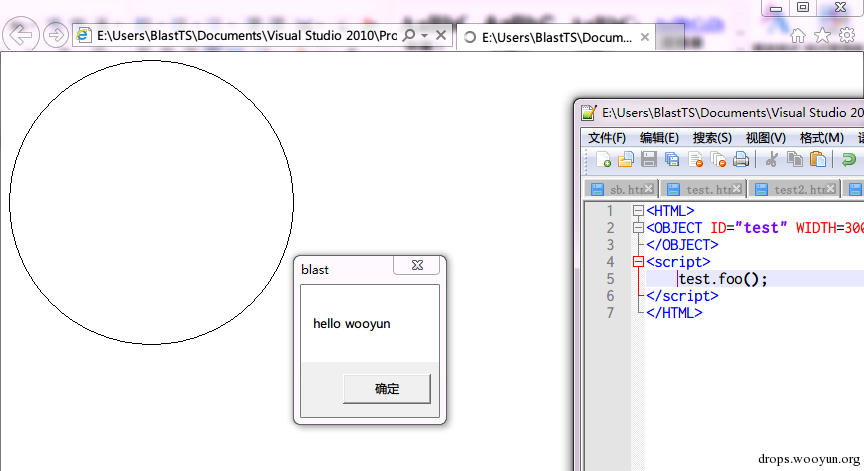 E:\Users\BlastTS\Documents\Visual Studio 2010\Pro
E:\Users\BlastTS\Docum...
E:\Users\BlastTS\Documents\Visual Studio 2010
文件(F) 编辑(E) 搜索(S) 视图(V) 格式(M)
sb.htm test.htm test2.htm
1 <HTML>
2 <OBJECT ID="test" WIDTH=300
3 </OBJECT>
4 <script>
5 test.foo();
6 </script>
7 </HTML>
blast
hello wooyun
确定
drops.wooyun.org